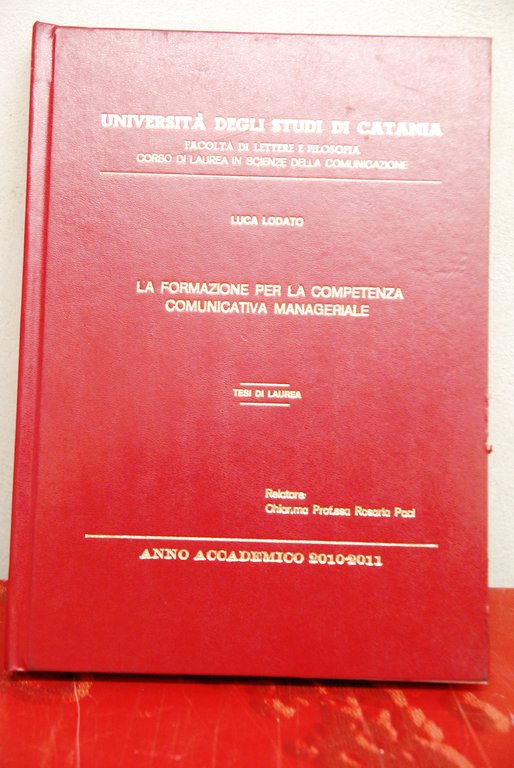 UNIVERSITÀ DEGLI STUDI DI CATANIA
FACOLTÀ DI LETTERE E FILOSOFIA
CORSO DI LAUREA IN SCIENZE DELLA COMUNICAZIONE
LUCA LODATO
LA FORMAZIONE PER LA COMPETENZA
COMUNICATIVA MANAGERIALE
TESI DI LAUREA
Relatore:
Chiar.ma Prof.ssa Rosaria Paci
ANNO ACCADEMICO 2010-2011